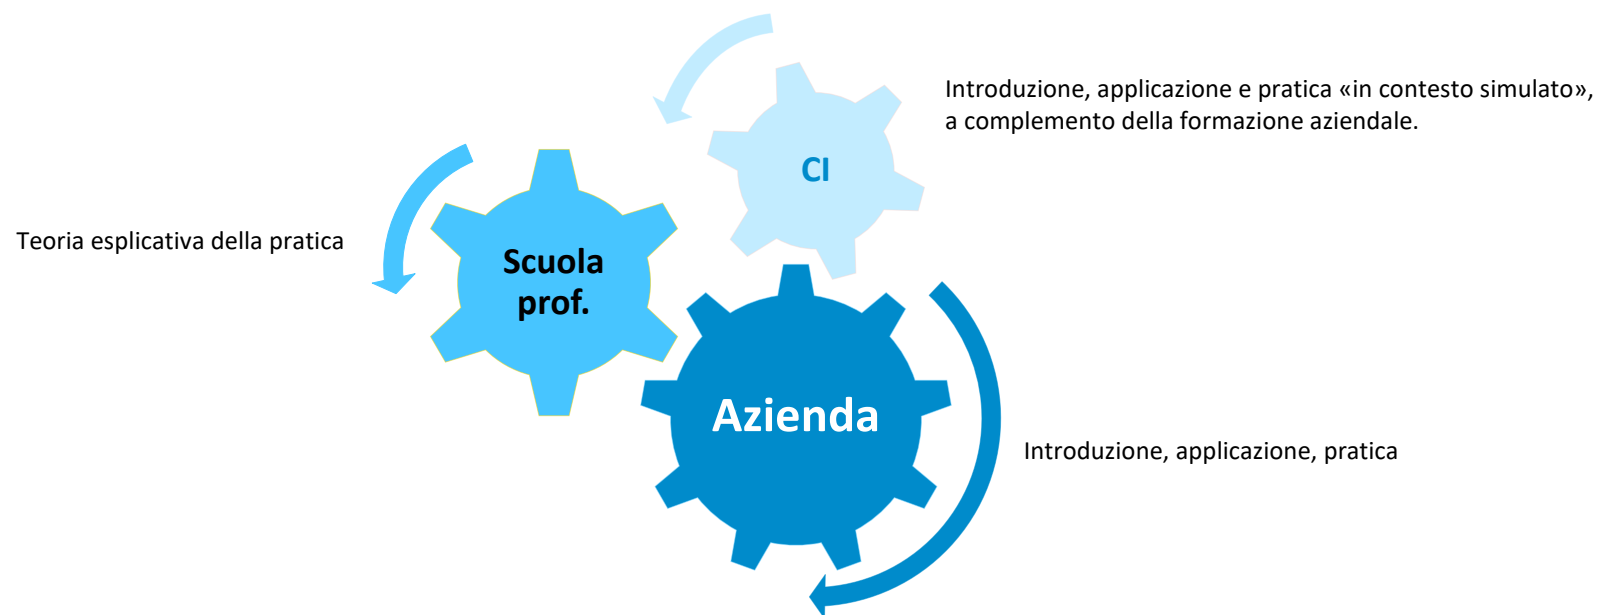 Introduzione, applicazione e pratica «in contesto simulato»,
a complemento della formazione aziendale.
CI
Teoria esplicativa della pratica
Scuola
prof.
Azienda
Introduzione, applicazione, pratica